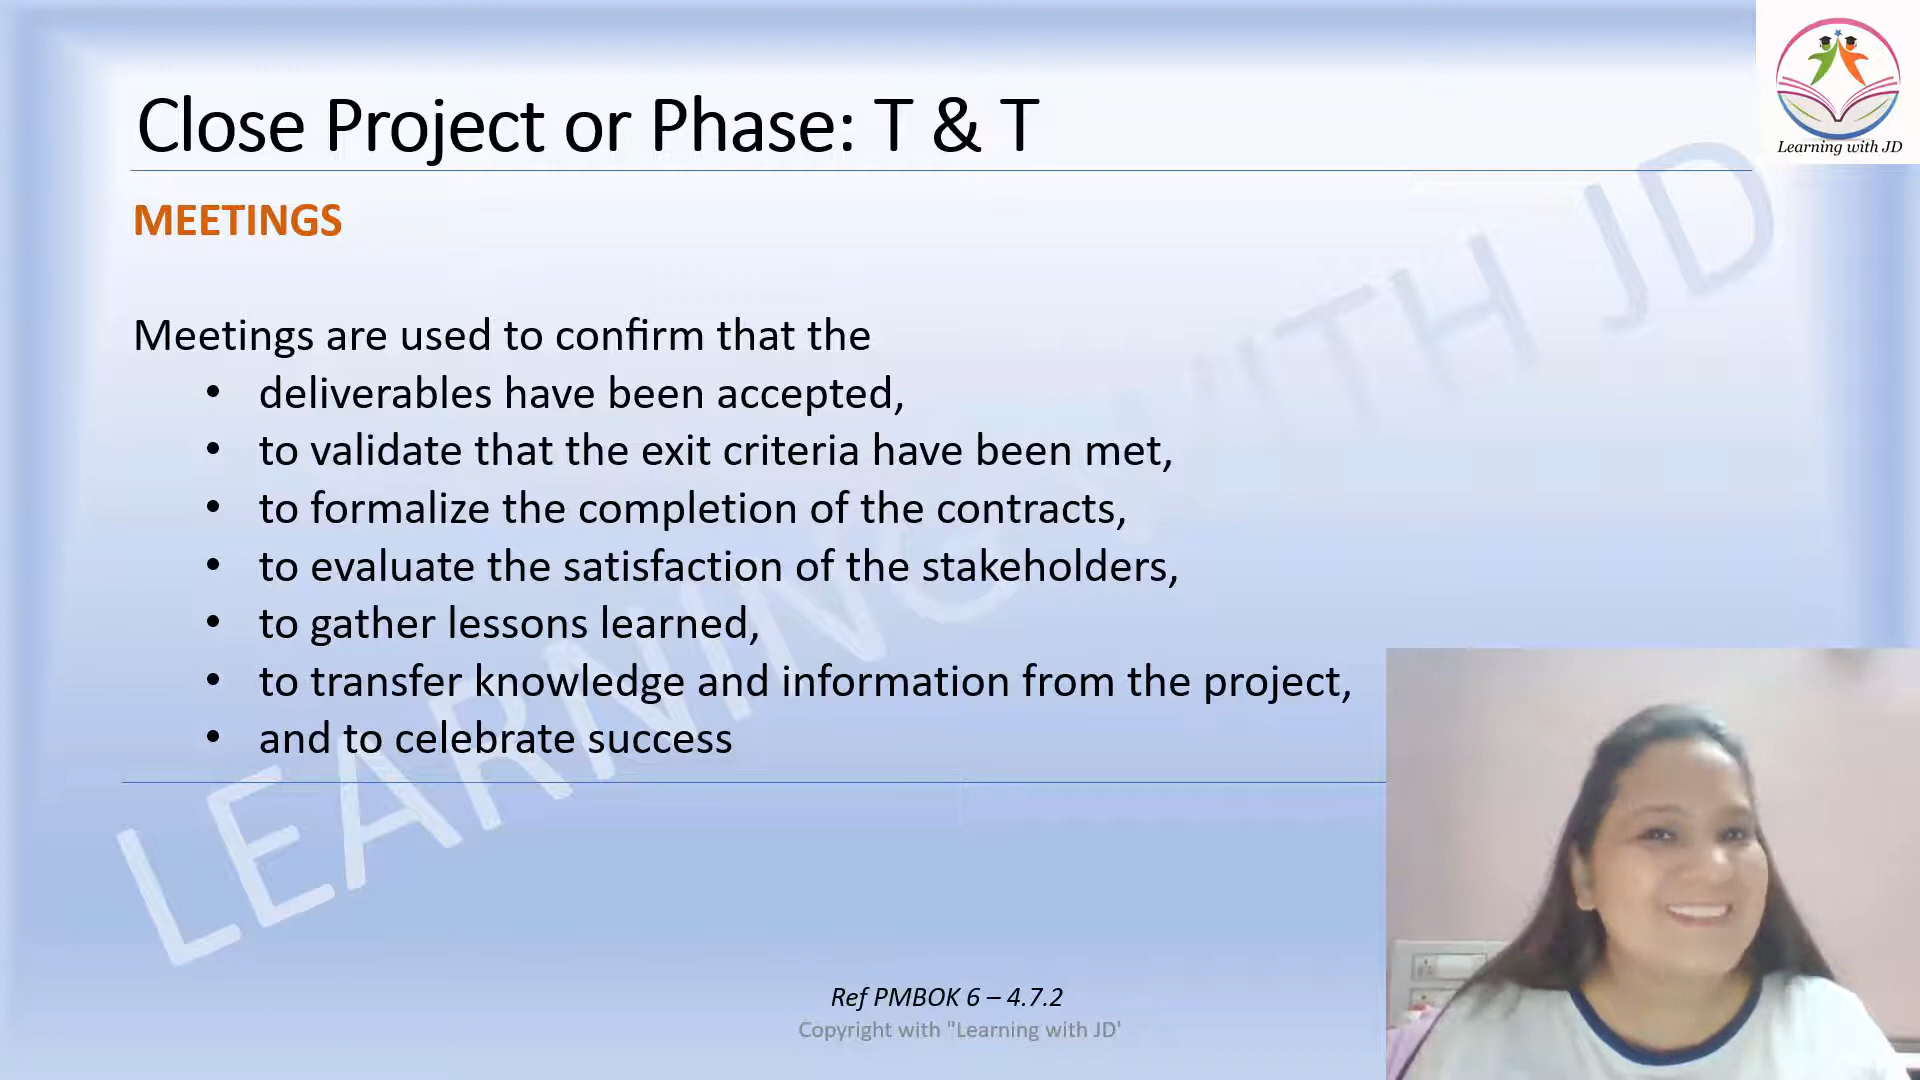 Close Project or Phase: T & T
Learning with JD
MEETINGS
Meetings are used to confirm that the
• deliverables have been accepted,
• to validate that the exit criteria have been met,
• to formalize the completion of the contracts,
• to evaluate the satisfaction of the stakeholders,
• to gather lessons learned,
• to transfer knowledge and information from the project,
• and to celebrate success
LEARNING WITH JD
Ref PMBOK 6 – 4.7.2
Copyright with "Learning with JD'